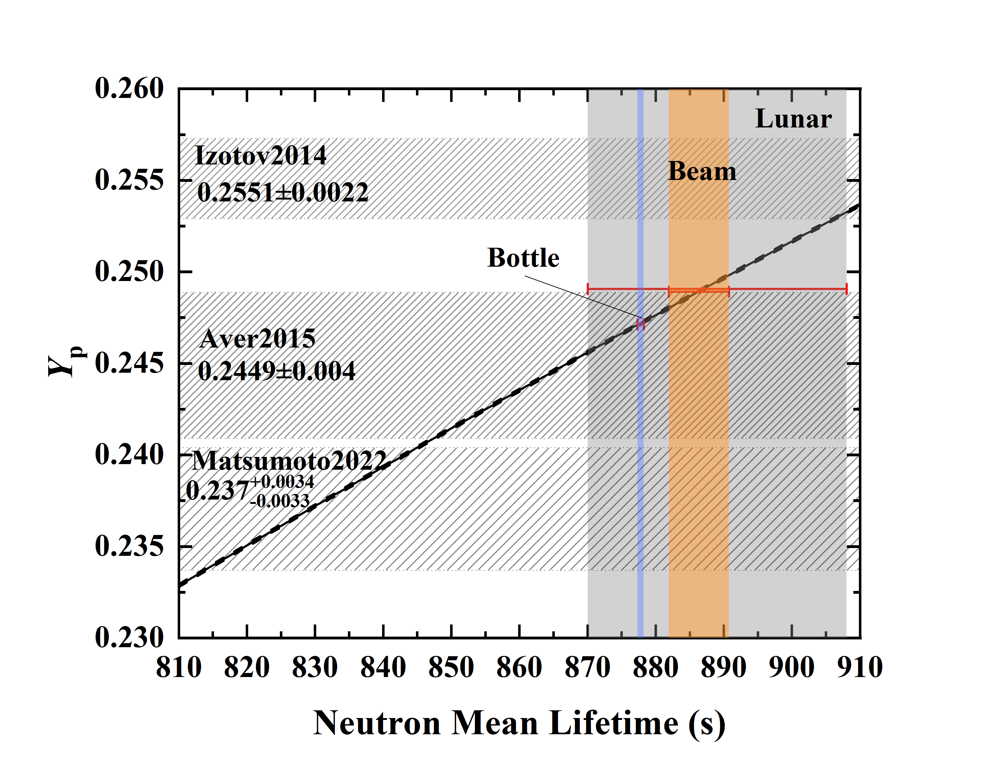 0.260
0.255
0.250
0.245
0.240
0.235
0.230
Yp
Lunar
Izotov2014
0.2551±0.0022
Beam
Bottle
Aver2015
0.2449±0.004
Matsumoto2022
0.237+0.0034-0.0033
810 820 830 840 850 860 870 880 890 900 910
Neutron Mean Lifetime (s)